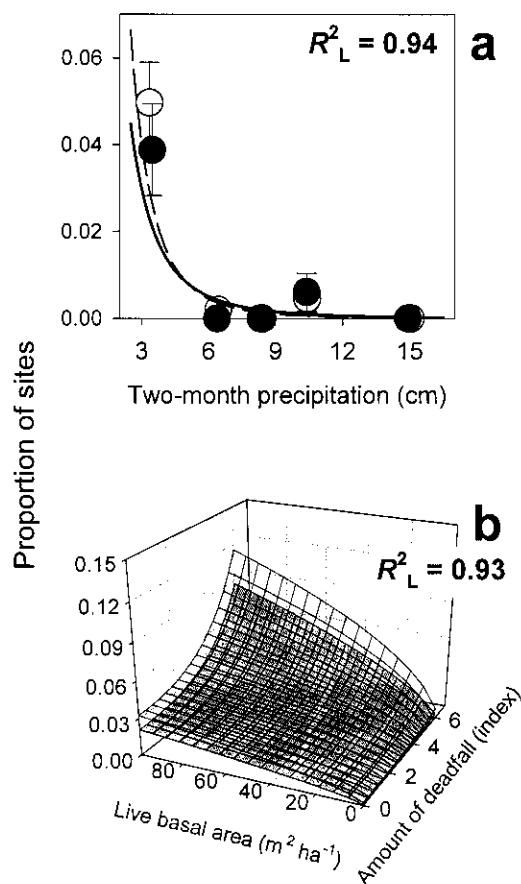 R²L = 0.94
a
0.06
0.04
0.02
0.00
3 6 9 12 15
Two-month precipitation (cm)
Proportion of sites
b
R²L = 0.93
0.15
0.12
0.09
0.06
0.03
0.00
80 60 40 20 0
Live basal area (m² ha⁻¹)
0 2 4 6
Amount of deadfall (index)